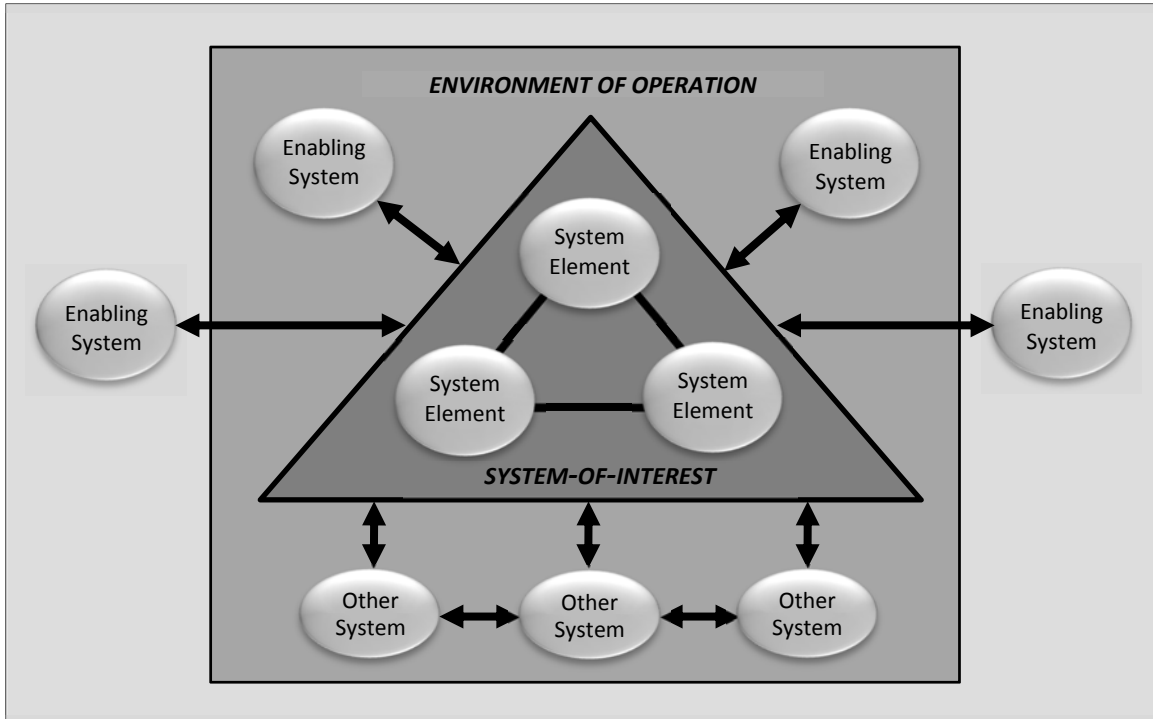 ENVIRONMENT OF OPERATION
Enabling
System
Enabling
System
System
Element
Enabling
System
Enabling
System
System
Element
System
Element
SYSTEM-OF-INTEREST
Other
System
Other
System
Other
System